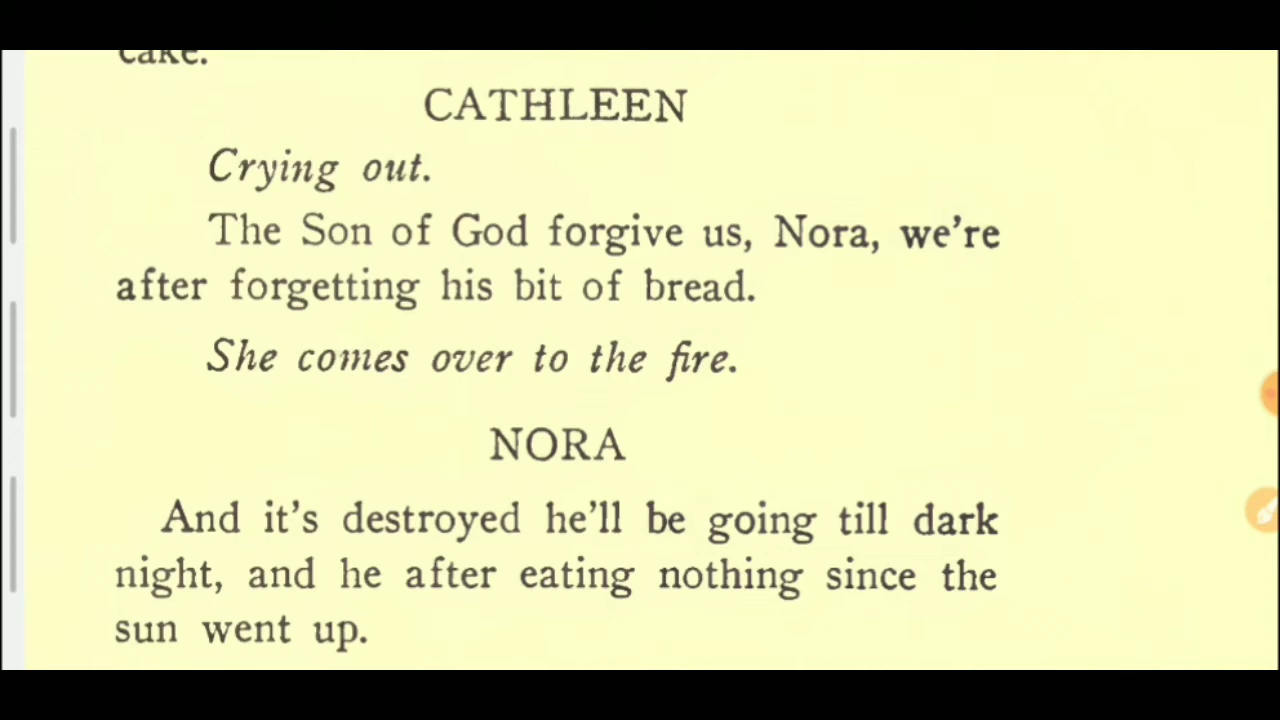 cake.
CATHLEEN
Crying out.
The Son of God forgive us, Nora, we're
after forgetting his bit of bread.
She comes over to the fire.
NORA
And it's destroyed he'll be going till dark
night, and he after eating nothing since the
sun went up.